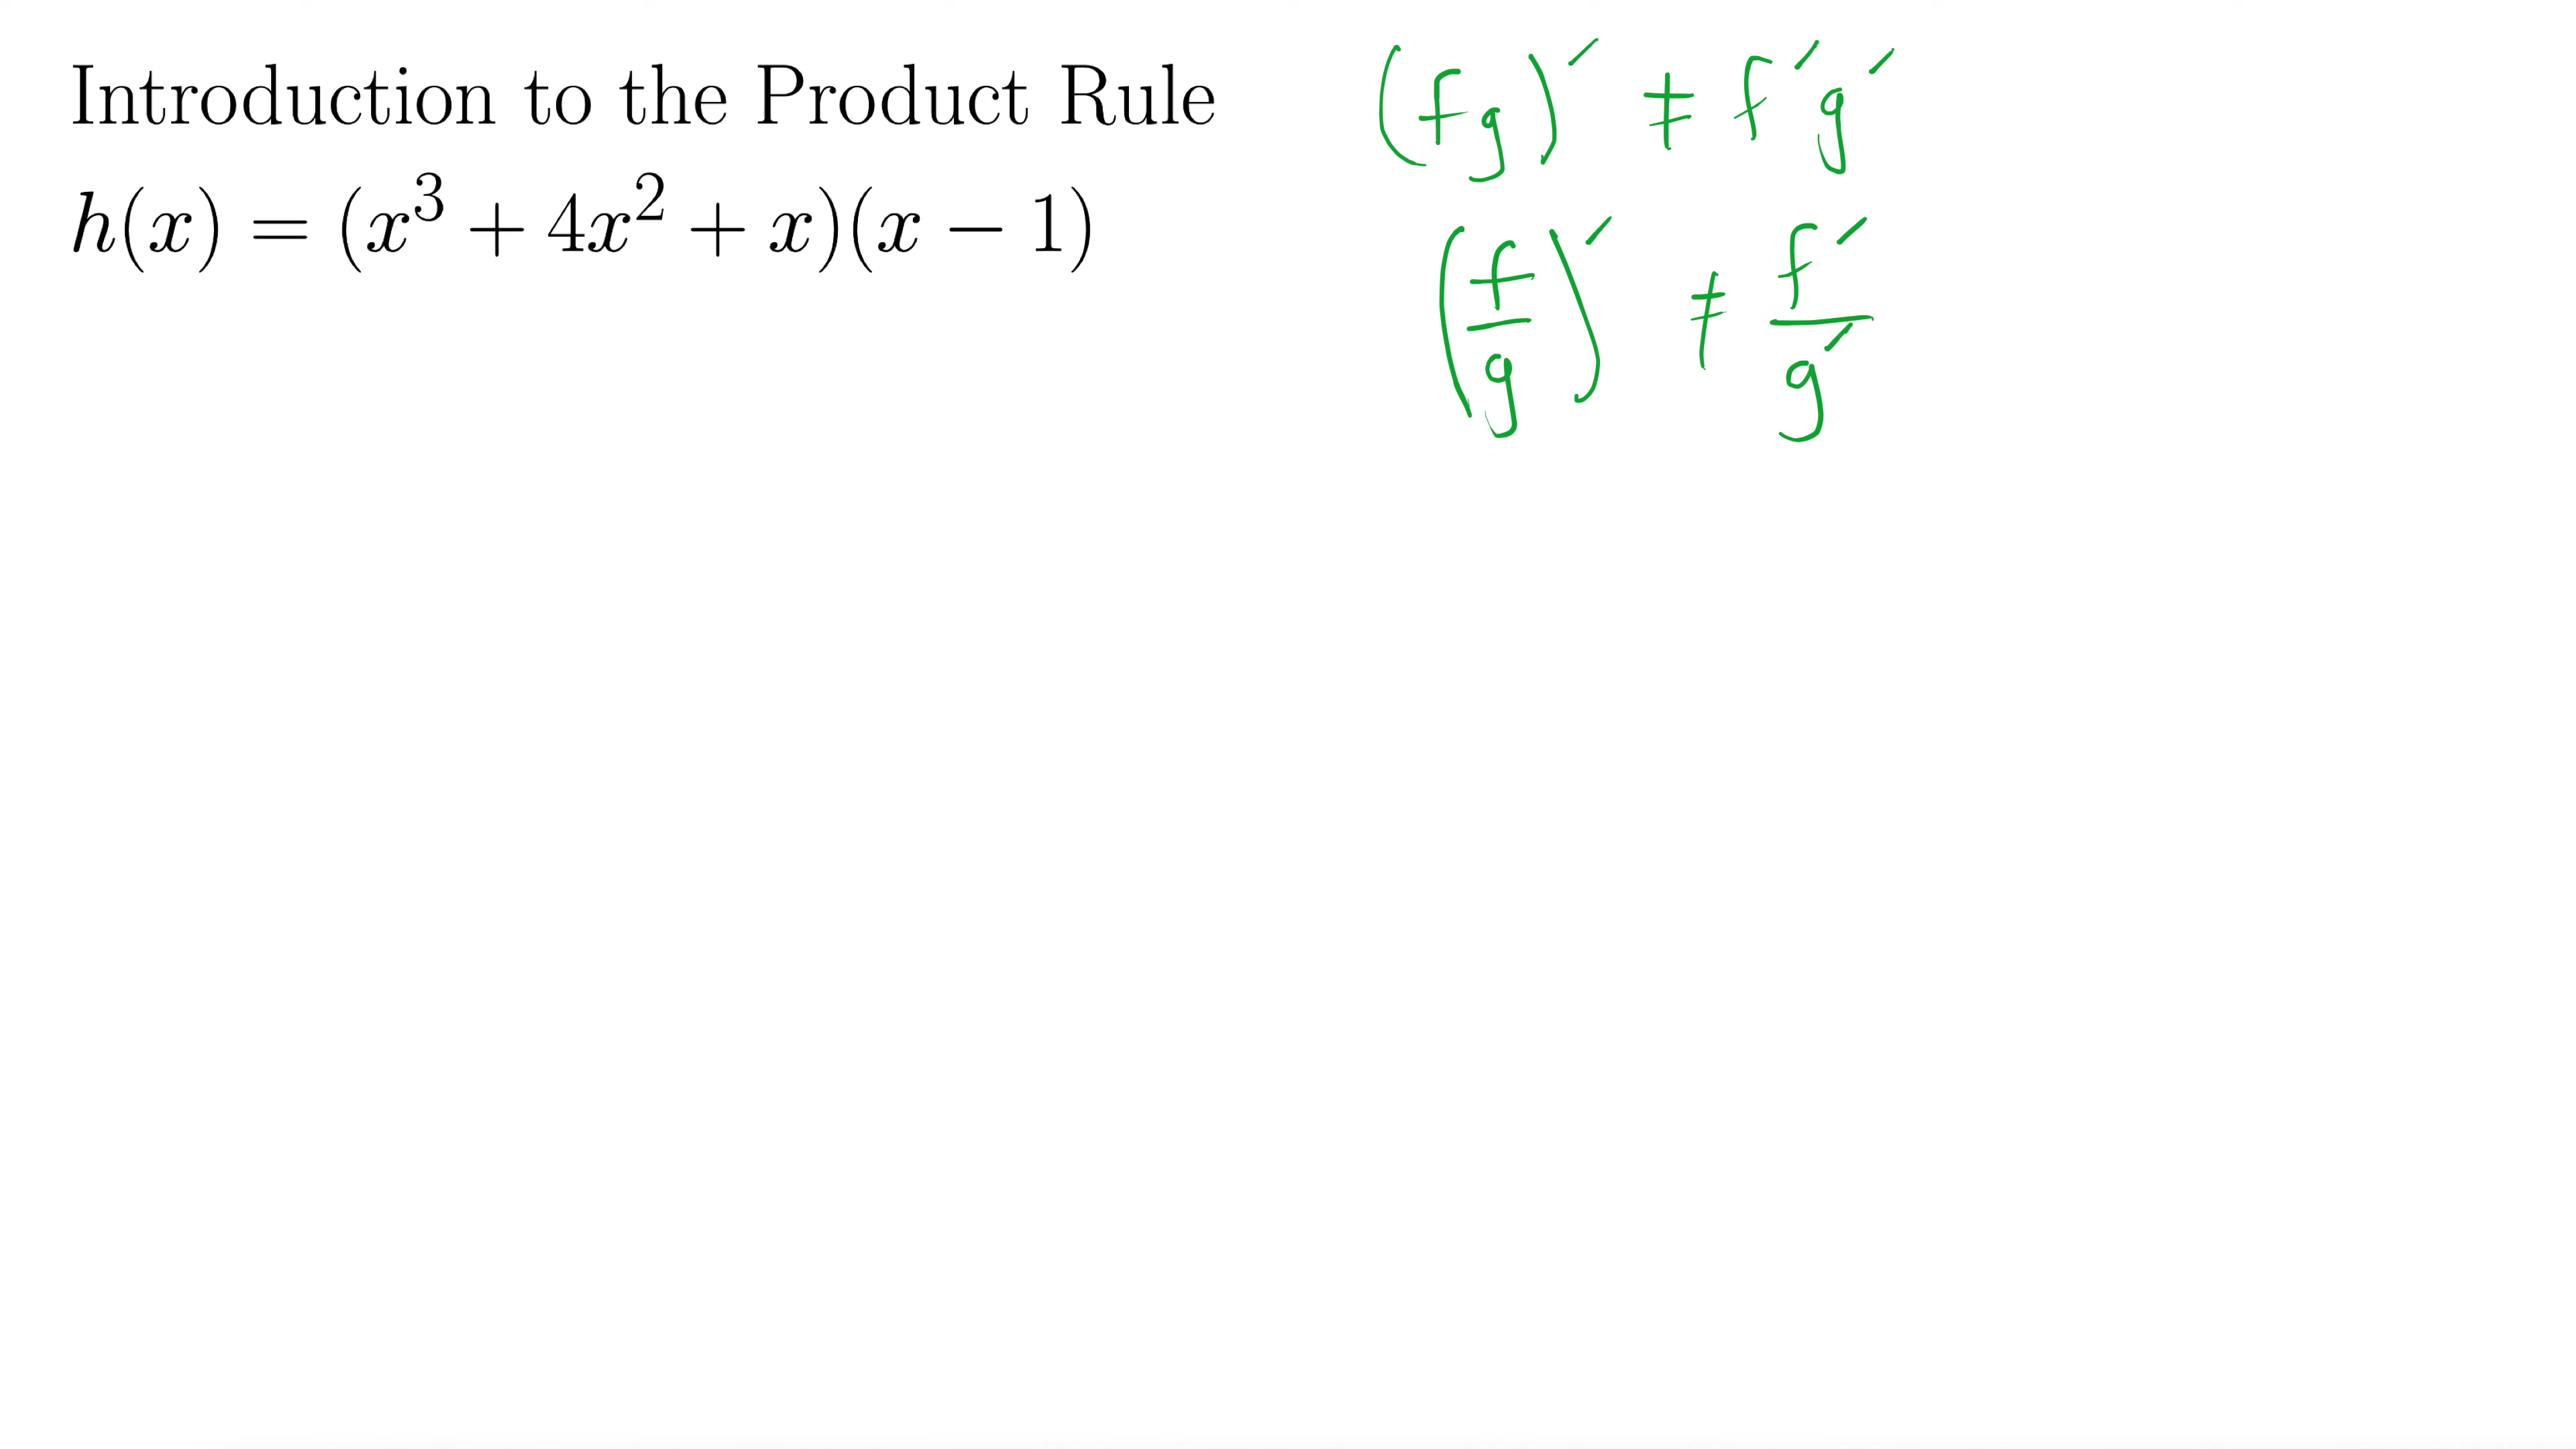 Introduction to the Product Rule
h(x) = (x³ + 4x² + x)(x − 1)
(fg)′ ≠ f′g′
(f/g)′ ≠ f′/g′